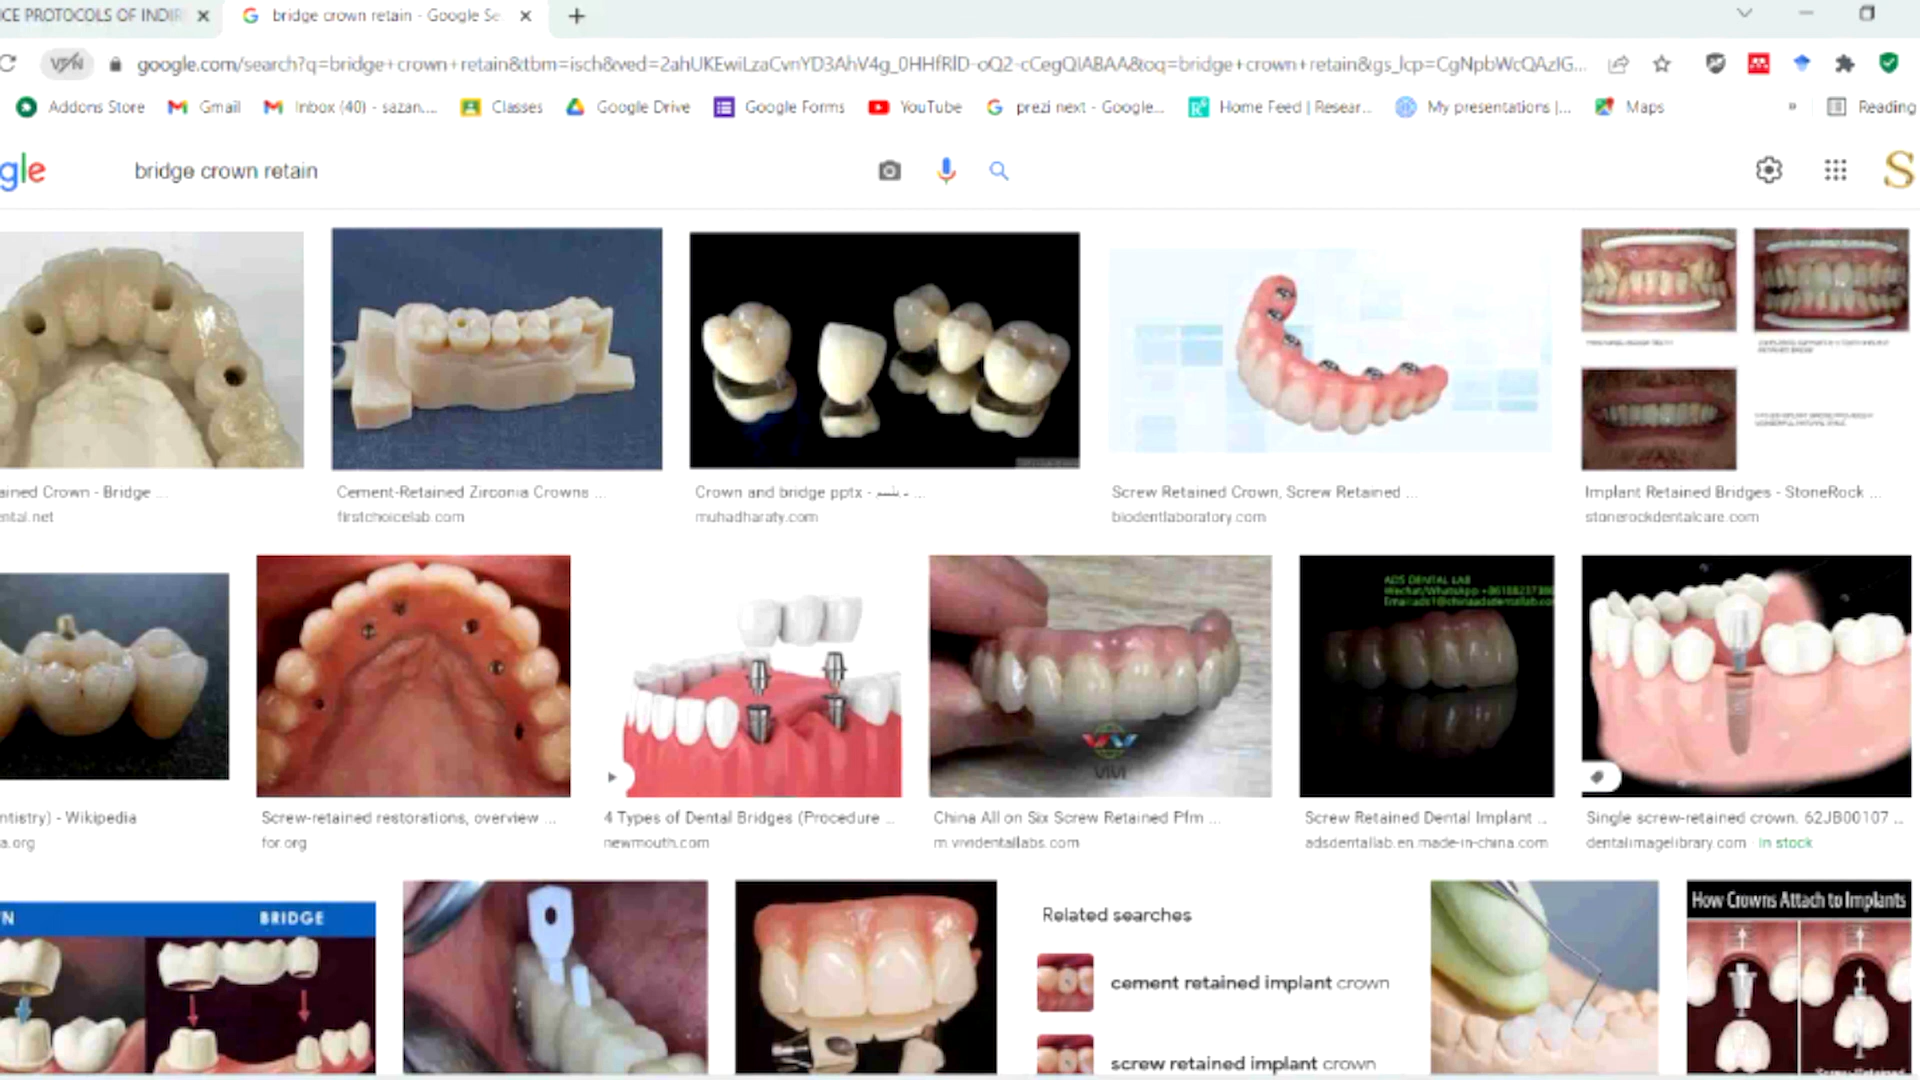 ICE PROTOCOLS OF INDIR
bridge crown retain - Google Se
VPN
google.com/search?q=bridge+crown+retain&tbm=isch&ved=2ahUKEwiLzaCvnYD3AhV4g_0HHfRlD-oQ2-cCegQIABAA&oq=bridge+crown+retain&gs_lcp=CgNpbWcQAzIG...
Addons Store Gmail Inbox (40) - sazan.... Classes Google Drive Google Forms YouTube prezi next - Google... Home Feed | Resear... My presentations |... Maps » Reading
gle bridge crown retain S
ained Crown - Bridge ...
ntal.net
Cement-Retained Zirconia Crowns ...
firstchoicelab.com
Crown and bridge pptx -
muhadharaty.com
Screw Retained Crown, Screw Retained ...
biodentlaboratory.com
Implant Retained Bridges - StoneRock ...
stonerockdentalcare.com
VIVI
ADS DENTAL LAB
ntistry) - Wikipedia
a.org
Screw-retained restorations, overview ...
for.org
4 Types of Dental Bridges (Procedure ...
newmouth.com
China All on Six Screw Retained Pfm ...
m.vividentallabs.com
Screw Retained Dental Implant ...
adsdentallab.en.made-in-china.com
Single screw-retained crown. 62JB00107 ...
dentalimagelibrary.com · In stock
N BRIDGE
Related searches
cement retained implant crown
screw retained implant crown
How Crowns Attach to Implants